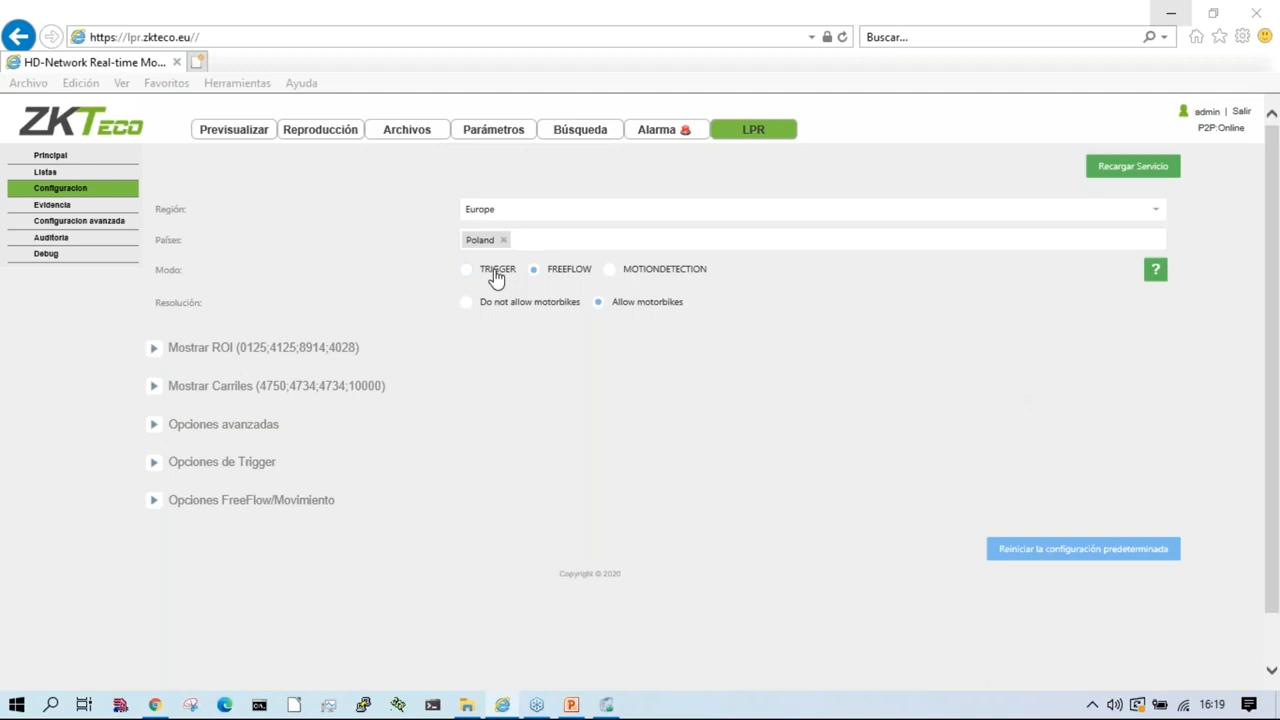 https://lpr.zkteco.eu//
Buscar...
HD-Network Real-time Mo...
Archivo Edición Ver Favoritos Herramientas Ayuda
ZKTeco
Previsualizar Reproducción Archivos Parámetros Búsqueda Alarma LPR
admin | Salir
P2P:Online
Principal
Listas
Configuracion
Evidencia
Configuracion avanzada
Auditoria
Debug
Recargar Servicio
Región: Europe
Países: Poland ×
Modo: TRIGGER FREEFLOW MOTIONDETECTION ?
Resolución: Do not allow motorbikes Allow motorbikes
Mostrar ROI (0125;4125;8914;4028)
Mostrar Carriles (4750;4734;4734;10000)
Opciones avanzadas
Opciones de Trigger
Opciones FreeFlow/Movimiento
Reiniciar la configuración predeterminada
Copyright © 2020
16:19